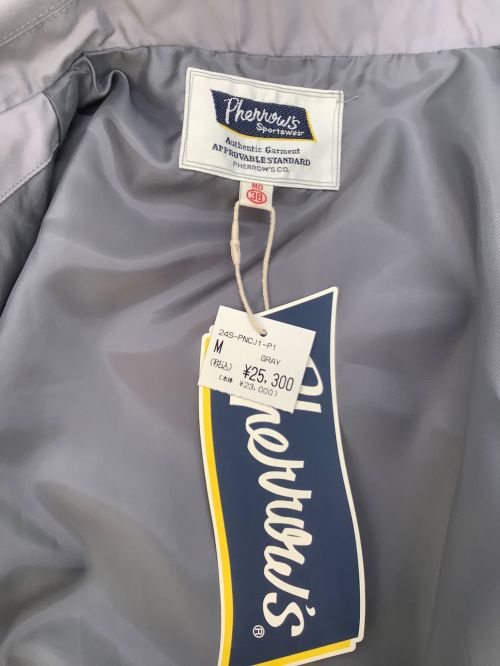 Pherrow's
Sportswear
Authentic Garment
APPROVABLE STANDARD
PHERROW'S CO.
MD
38
24S-PNCJ1-P1
M GRAY
(税込) ¥25,300
(本体 ¥23,000)
Pherrow's
®